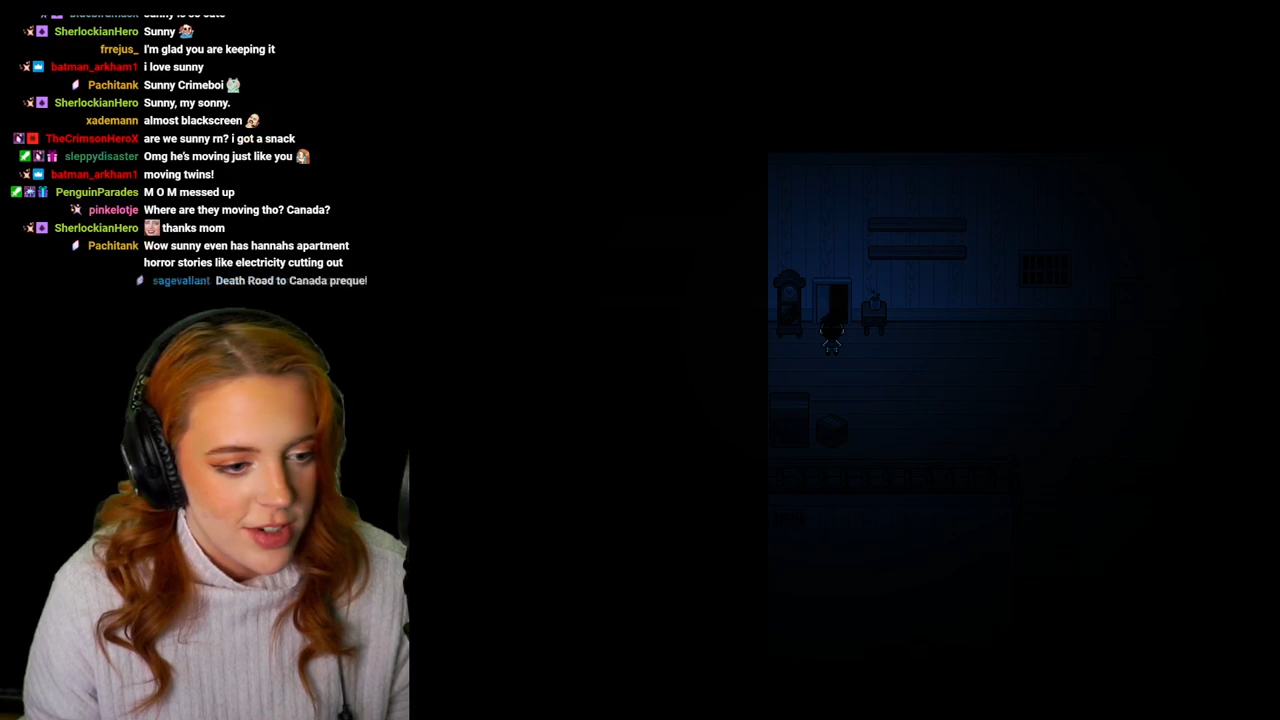 SherlockianHero Sunny
frrejus_ I'm glad you are keeping it
batman_arkham1 i love sunny
Pachitank Sunny Crimeboi
SherlockianHero Sunny, my sonny.
xademann almost blackscreen
TheCrimsonHeroX are we sunny rn? i got a snack
sleppydisaster Omg he's moving just like you
batman_arkham1 moving twins!
PenguinParades M O M messed up
pinkelotje Where are they moving tho? Canada?
SherlockianHero thanks mom
Pachitank Wow sunny even has hannahs apartment
horror stories like electricity cutting out
sagevaliant Death Road to Canada prequel